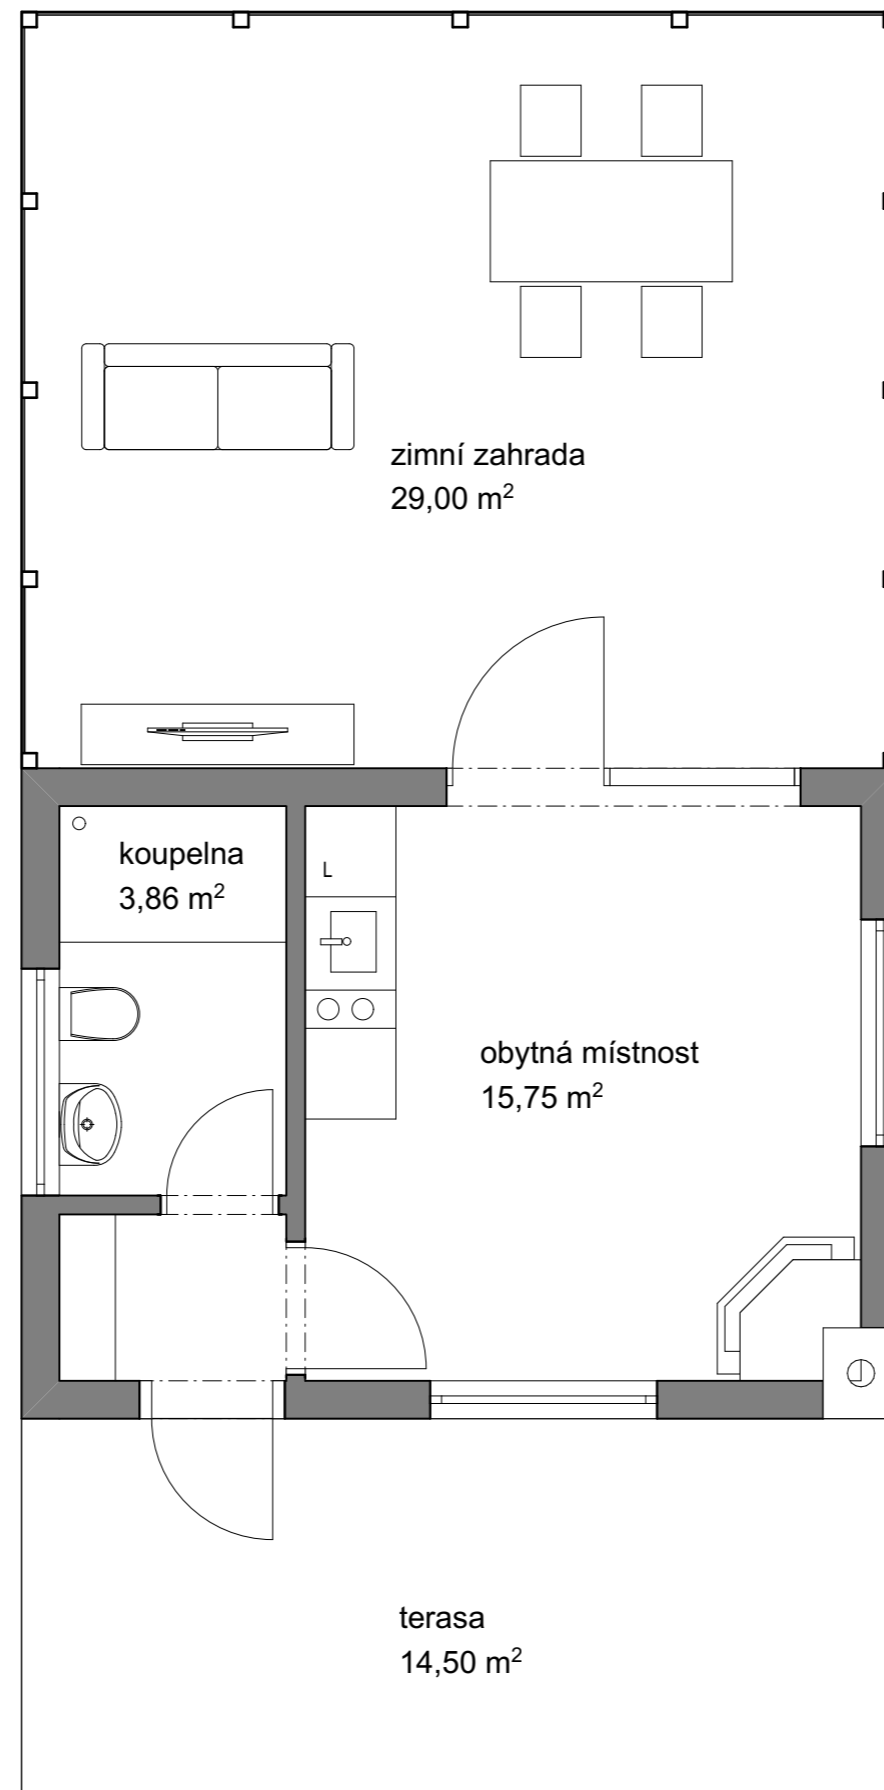 zimní zahrada
29,00 m²
koupelna
3,86 m²
L
obytná místnost
15,75 m²
terasa
14,50 m²